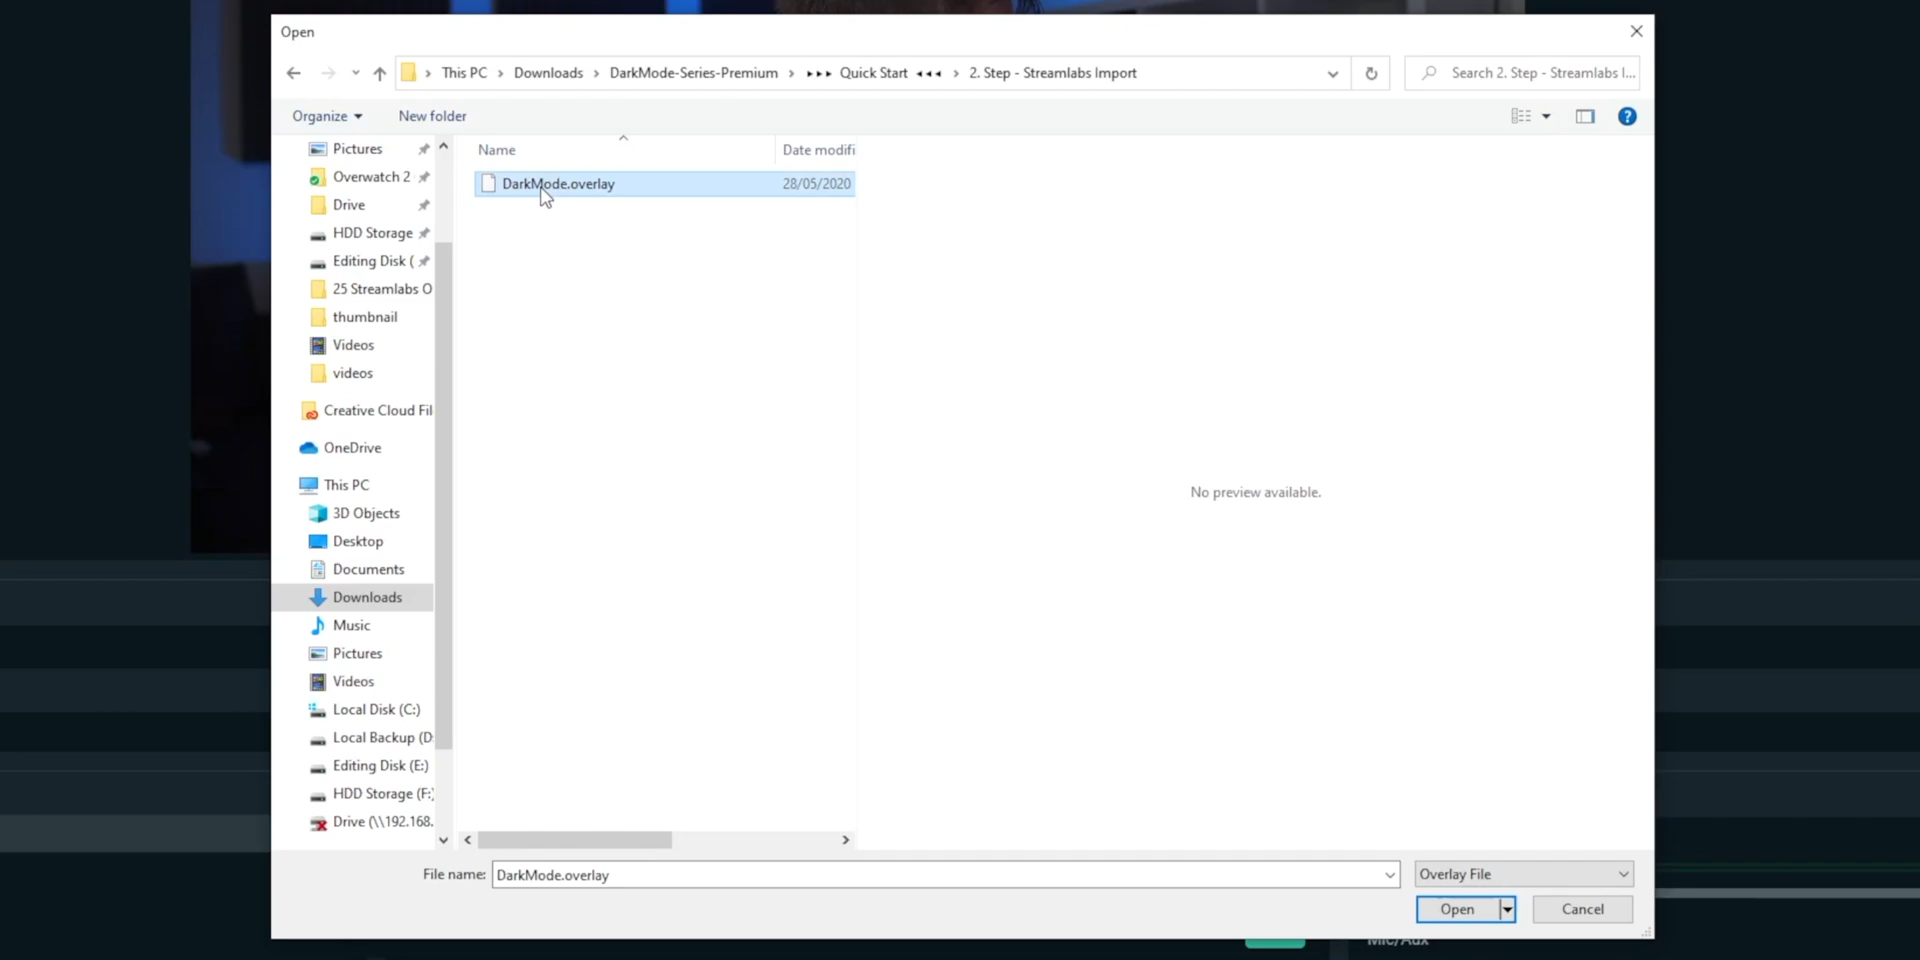 Open
This PC > Downloads > DarkMode-Series-Premium > ▸▸▸ Quick Start ◂◂◂ > 2. Step - Streamlabs Import
Search 2. Step - Streamlabs I...
Organize
New folder
Name
Date modifi
DarkMode.overlay
28/05/2020
Pictures
Overwatch 2
Drive
HDD Storage
Editing Disk (
25 Streamlabs O
thumbnail
Videos
videos
Creative Cloud Fil
OneDrive
This PC
3D Objects
Desktop
Documents
Downloads
Music
Pictures
Videos
Local Disk (C:)
Local Backup (D:
Editing Disk (E:)
HDD Storage (F:)
Drive (\\192.168.
No preview available.
File name:
DarkMode.overlay
Overlay File
Open
Cancel
Mic/Aux